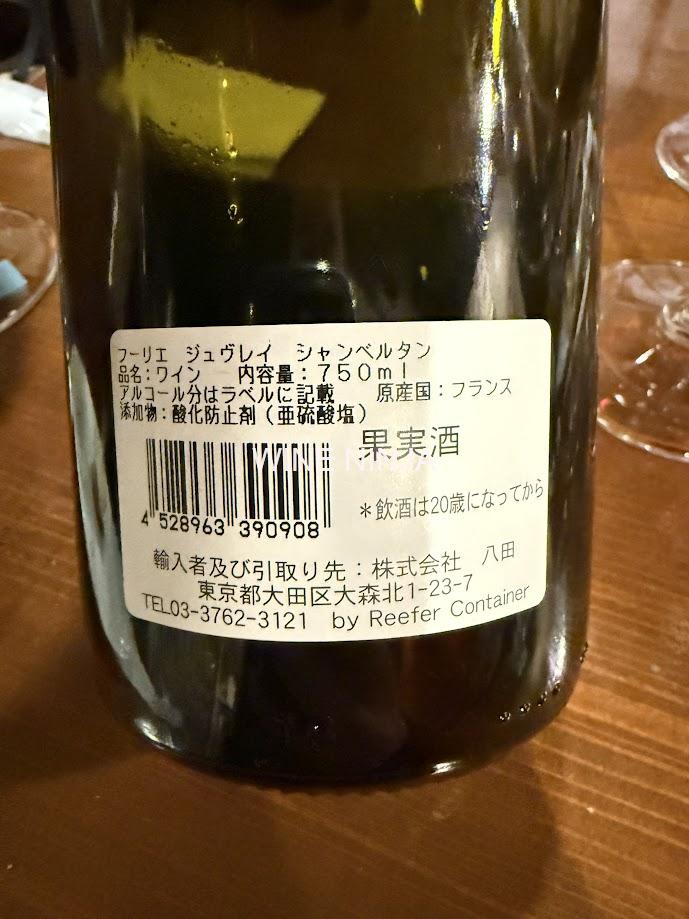 フーリエ　ジュヴレイ　シャンベルタン
品名：ワイン　内容量：７５０ｍｌ
アルコール分はラベルに記載　原産国：フランス
添加物：酸化防止剤（亜硫酸塩）
果実酒
WINE NINJA
4 528963 390908
＊飲酒は20歳になってから
輸入者及び引取り先：株式会社　八田
東京都大田区大森北1-23-7
TEL03-3762-3121　by Reefer Container